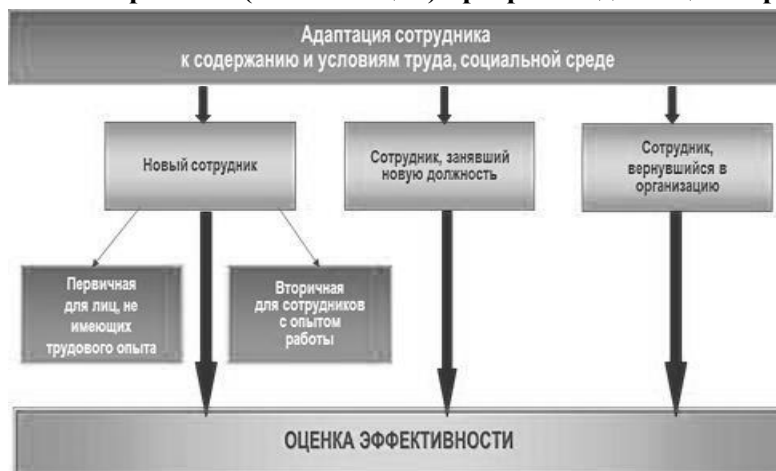 Адаптация сотрудника
к содержанию и условиям труда, социальной среде
Новый сотрудник
Сотрудник, занявший
новую должность
Сотрудник,
вернувшийся в
организацию
Первичная
для лиц, не
имеющих
трудового опыта
Вторичная
для сотрудников
с опытом
работы
ОЦЕНКА ЭФФЕКТИВНОСТИ